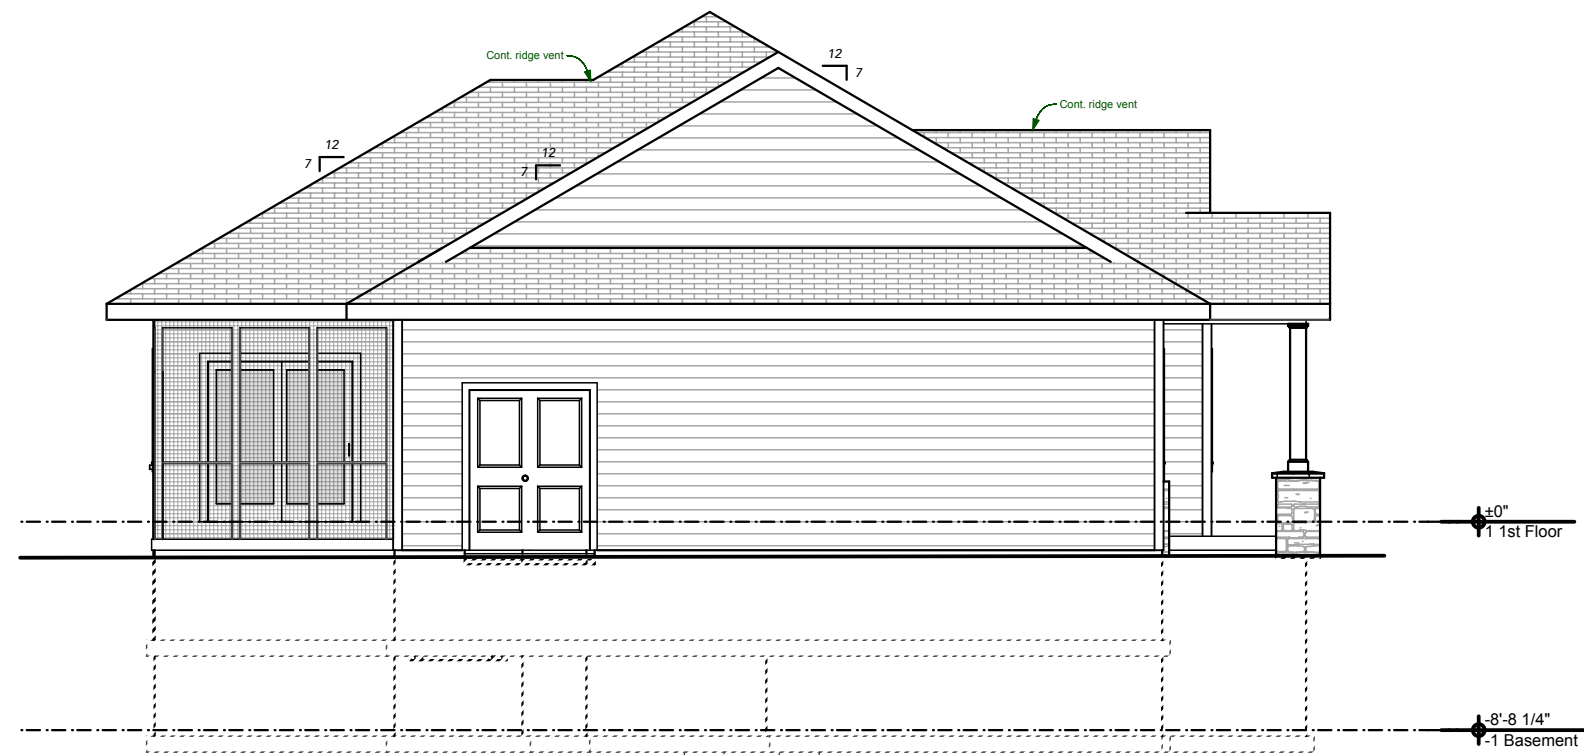 Cont. ridge vent
12
7
Cont. ridge vent
12
7
12
7
±0"
1 1st Floor
-8'-8 1/4"
-1 Basement